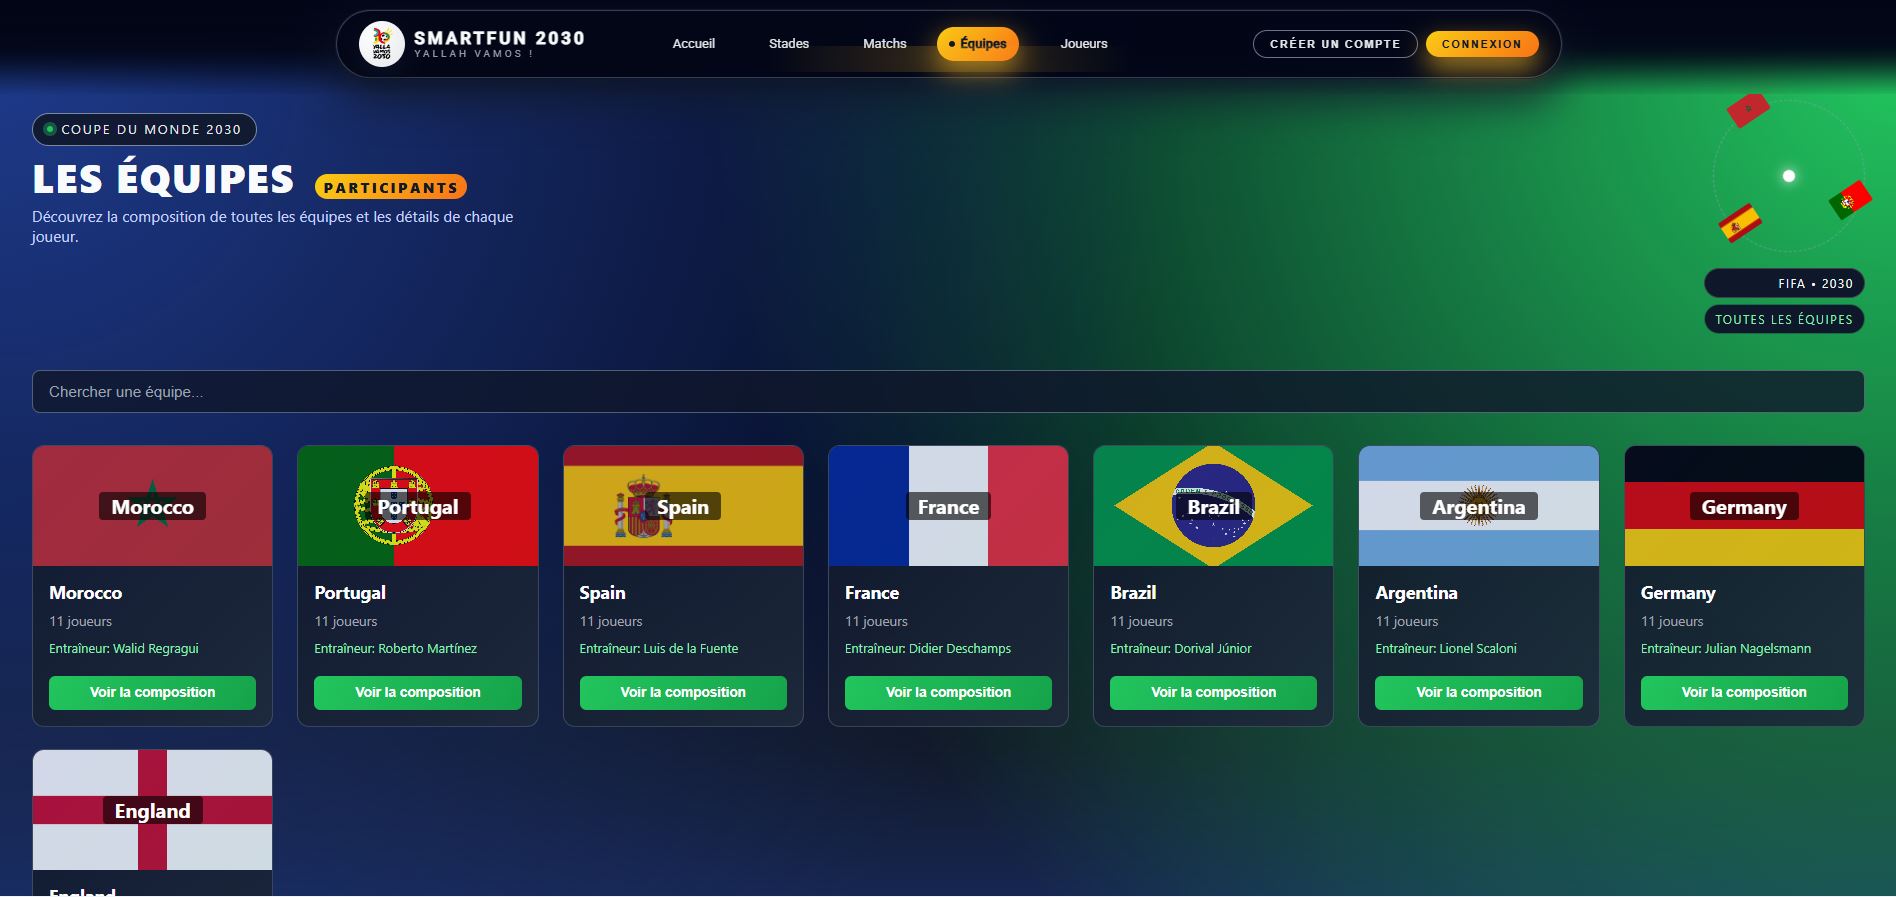 YALLA
VAMOS
2030
SMARTFUN 2030
YALLAH VAMOS !
Accueil
Stades
Matchs
Équipes
Joueurs
CRÉER UN COMPTE
CONNEXION
COUPE DU MONDE 2030
LES ÉQUIPES PARTICIPANTS
Découvrez la composition de toutes les équipes et les détails de chaque
joueur.
FIFA • 2030
TOUTES LES ÉQUIPES
Chercher une équipe...
Morocco
Morocco
11 joueurs
Entraîneur: Walid Regragui
Voir la composition
Portugal
Portugal
11 joueurs
Entraîneur: Roberto Martínez
Voir la composition
Spain
Spain
11 joueurs
Entraîneur: Luis de la Fuente
Voir la composition
France
France
11 joueurs
Entraîneur: Didier Deschamps
Voir la composition
Brazil
Brazil
11 joueurs
Entraîneur: Dorival Júnior
Voir la composition
Argentina
Argentina
11 joueurs
Entraîneur: Lionel Scaloni
Voir la composition
Germany
Germany
11 joueurs
Entraîneur: Julian Nagelsmann
Voir la composition
England
England